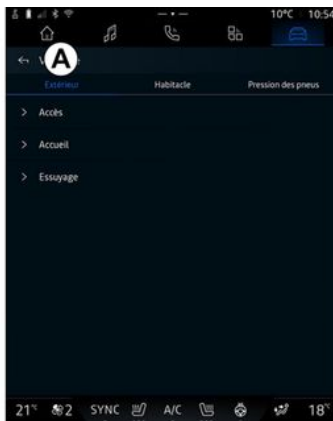 10°C 10:54
A
Extérieur Habitacle Pression des pneus
Accès
Accueil
Essuyage
21° 2 SYNC A/C 18°